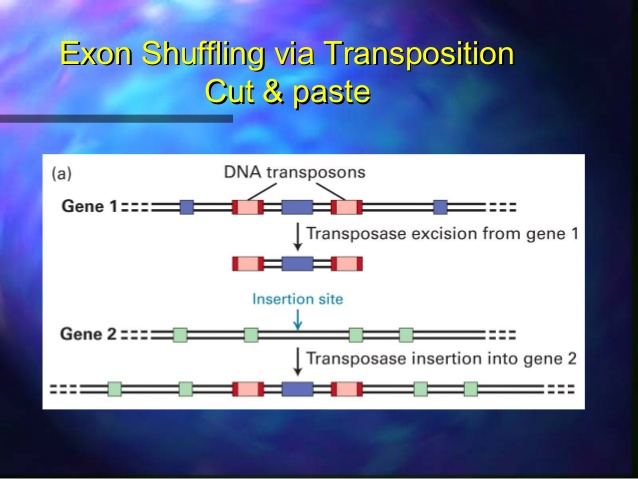 Exon Shuffling via Transposition
Cut & paste
(a)
DNA transposons
Gene 1
Transposase excision from gene 1
Insertion site
Gene 2
Transposase insertion into gene 2